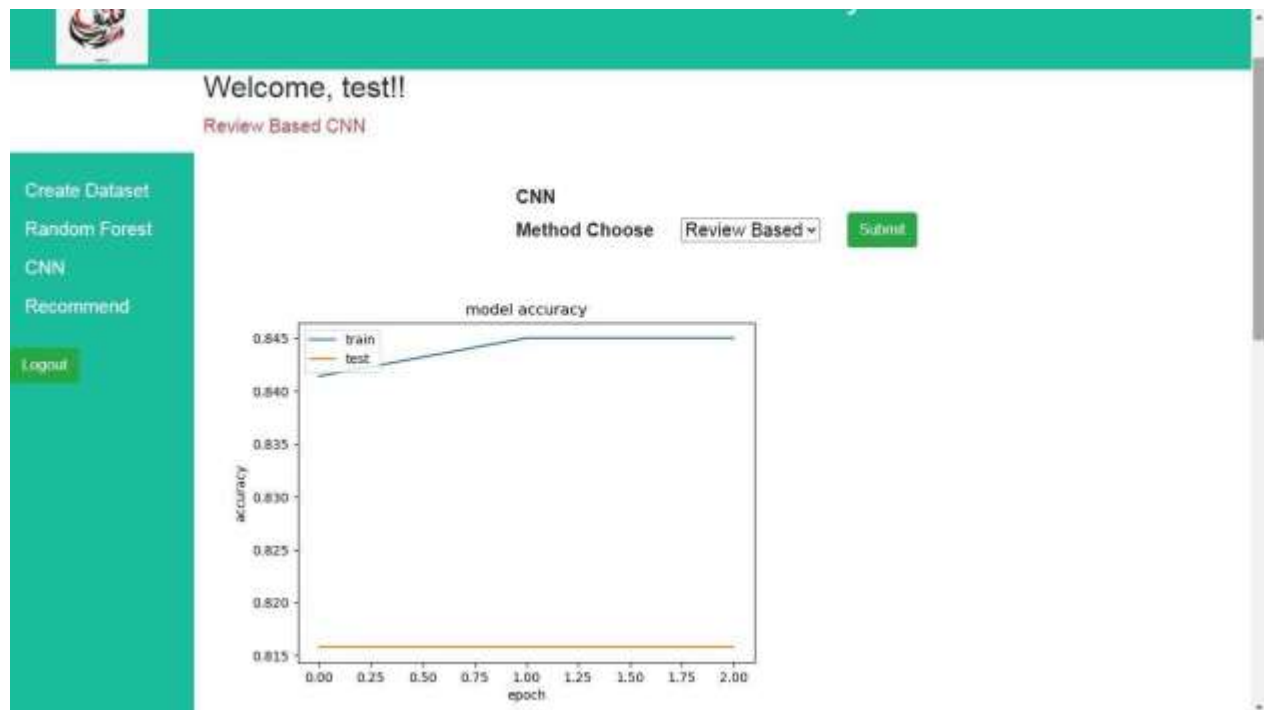 Welcome, test!!
Review Based CNN
Create Dataset
Random Forest
CNN
Recommend
Logout
CNN
Method Choose Review Based Submit
model accuracy
train
test
0.845
0.840
0.835
0.830
0.825
0.820
0.815
accuracy
0.00 0.25 0.50 0.75 1.00 1.25 1.50 1.75 2.00
epoch